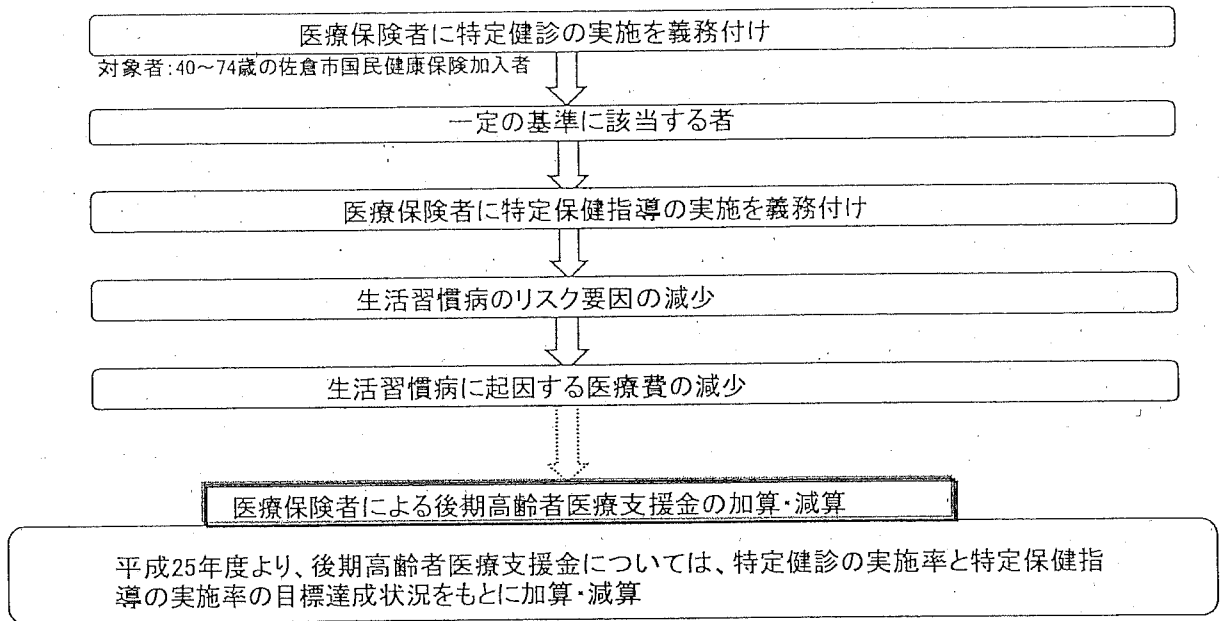 医療保険者に特定健診の実施を義務付け
対象者:40～74歳の佐倉市国民健康保険加入者
一定の基準に該当する者
医療保険者に特定保健指導の実施を義務付け
生活習慣病のリスク要因の減少
生活習慣病に起因する医療費の減少
医療保険者による後期高齢者医療支援金の加算・減算
平成25年度より、後期高齢者医療支援金については、特定健診の実施率と特定保健指
導の実施率の目標達成状況をもとに加算・減算